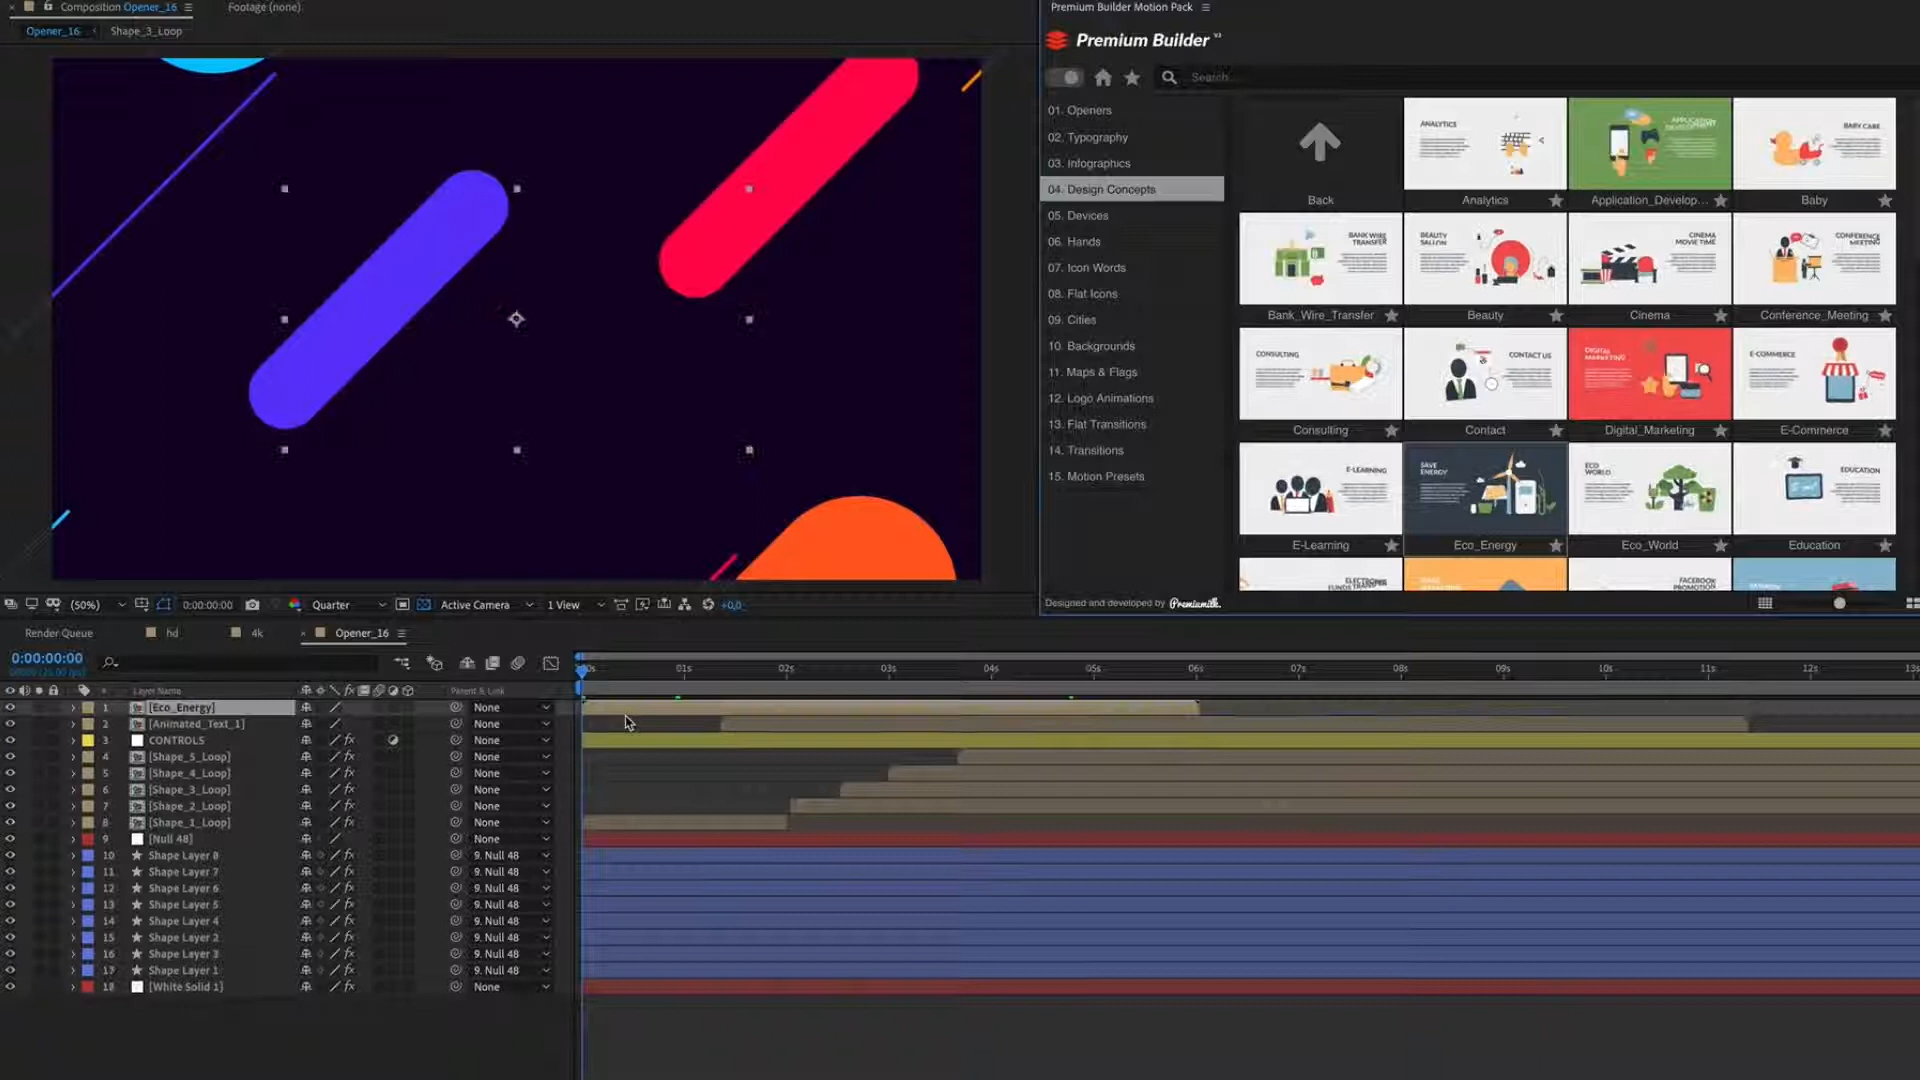 Composition Opener_16
Footage (none)
Opener_16
Shape_3_Loop
Premium Builder Motion Pack
Premium Builder V2
Search
01. Openers
02. Typography
03. Infographics
04. Design Concepts
05. Devices
06. Hands
07. Icon Words
08. Flat Icons
09. Cities
10. Backgrounds
11. Maps & Flags
12. Logo Animations
13. Flat Transitions
14. Transitions
15. Motion Presets
Back
ANALYTICS
Analytics
APPLICATION
Application_Develop...
BABY CARE
Baby
BANK WIRE
TRANSFER
Bank_Wire_Transfer
BEAUTY
SALLON
Beauty
CINEMA
MOVIE TIME
Cinema
CONFERENCE
MEETING
Conference_Meeting
CONSULTING
Consulting
CONTACT US
Contact
DIGITAL
MARKETING
Digital_Marketing
E-COMMERCE
E-Commerce
E-LEARNING
E-Learning
SAVE
ENERGY
Eco_Energy
ECO
WORLD
Eco_World
EDUCATION
Education
ELECTRONIC
FUNDS TRANSFER
FACEBOOK
PROMOTION
Designed and developed by Premiumilk.
(50%)
0:00:00:00
Quarter
Active Camera
1 View
+0,0
Render Queue
hd
4k
Opener_16
0:00:00:00
Layer Name
Parent & Link
01s
02s
03s
04s
05s
06s
07s
08s
09s
10s
11s
12s
13s
1 [Eco_Energy] None
2 [Animated_Text_1] None
3 CONTROLS None
4 [Shape_5_Loop] None
5 [Shape_4_Loop] None
6 [Shape_3_Loop] None
7 [Shape_2_Loop] None
8 [Shape_1_Loop] None
9 [Null 48] None
10 Shape Layer 8 9. Null 48
11 Shape Layer 7 9. Null 48
12 Shape Layer 6 9. Null 48
13 Shape Layer 5 9. Null 48
14 Shape Layer 4 9. Null 48
15 Shape Layer 2 9. Null 48
16 Shape Layer 3 9. Null 48
17 Shape Layer 1 9. Null 48
18 [White Solid 1] None